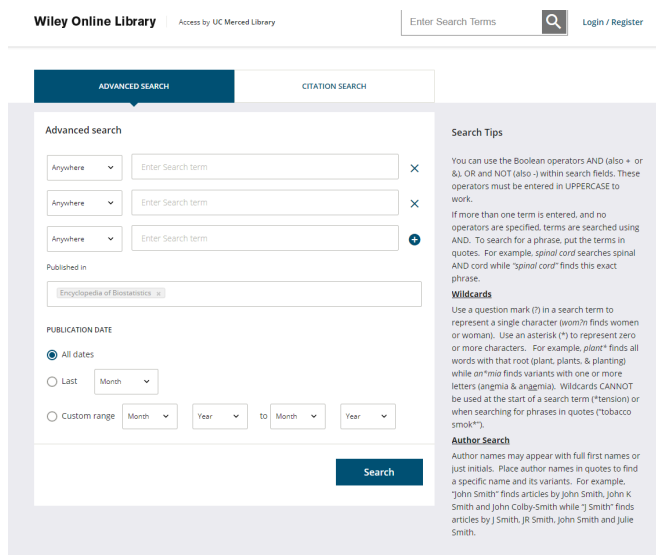 Wiley Online Library
Access by UC Merced Library
Enter Search Terms
Login / Register
ADVANCED SEARCH
CITATION SEARCH
Advanced search
Anywhere
Enter Search term
Anywhere
Enter Search term
Anywhere
Enter Search term
Published in
Encyclopedia of Biostatistics ×
PUBLICATION DATE
All dates
Last Month
Custom range Month Year to Month Year
Search
Search Tips
You can use the Boolean operators AND (also + or
&), OR and NOT (also -) within search fields. These
operators must be entered in UPPERCASE to
work.
If more than one term is entered, and no
operators are specified, terms are searched using
AND. To search for a phrase, put the terms in
quotes. For example, spinal cord searches spinal
AND cord while "spinal cord" finds this exact
phrase.
Wildcards
Use a question mark (?) in a search term to
represent a single character (wom?n finds women
or woman). Use an asterisk (*) to represent zero
or more characters. For example, plant* finds all
words with that root (plant, plants, & planting)
while an*mia finds variants with one or more
letters (anemia & anaemia). Wildcards CANNOT
be used at the start of a search term (*tension) or
when searching for phrases in quotes ("tobacco
smok*").
Author Search
Author names may appear with full first names or
just initials. Place author names in quotes to find
a specific name and its variants. For example,
"John Smith" finds articles by John Smith, John K
Smith and John Colby-Smith while "J Smith" finds
articles by J Smith, JR Smith, John Smith and Julie
Smith.